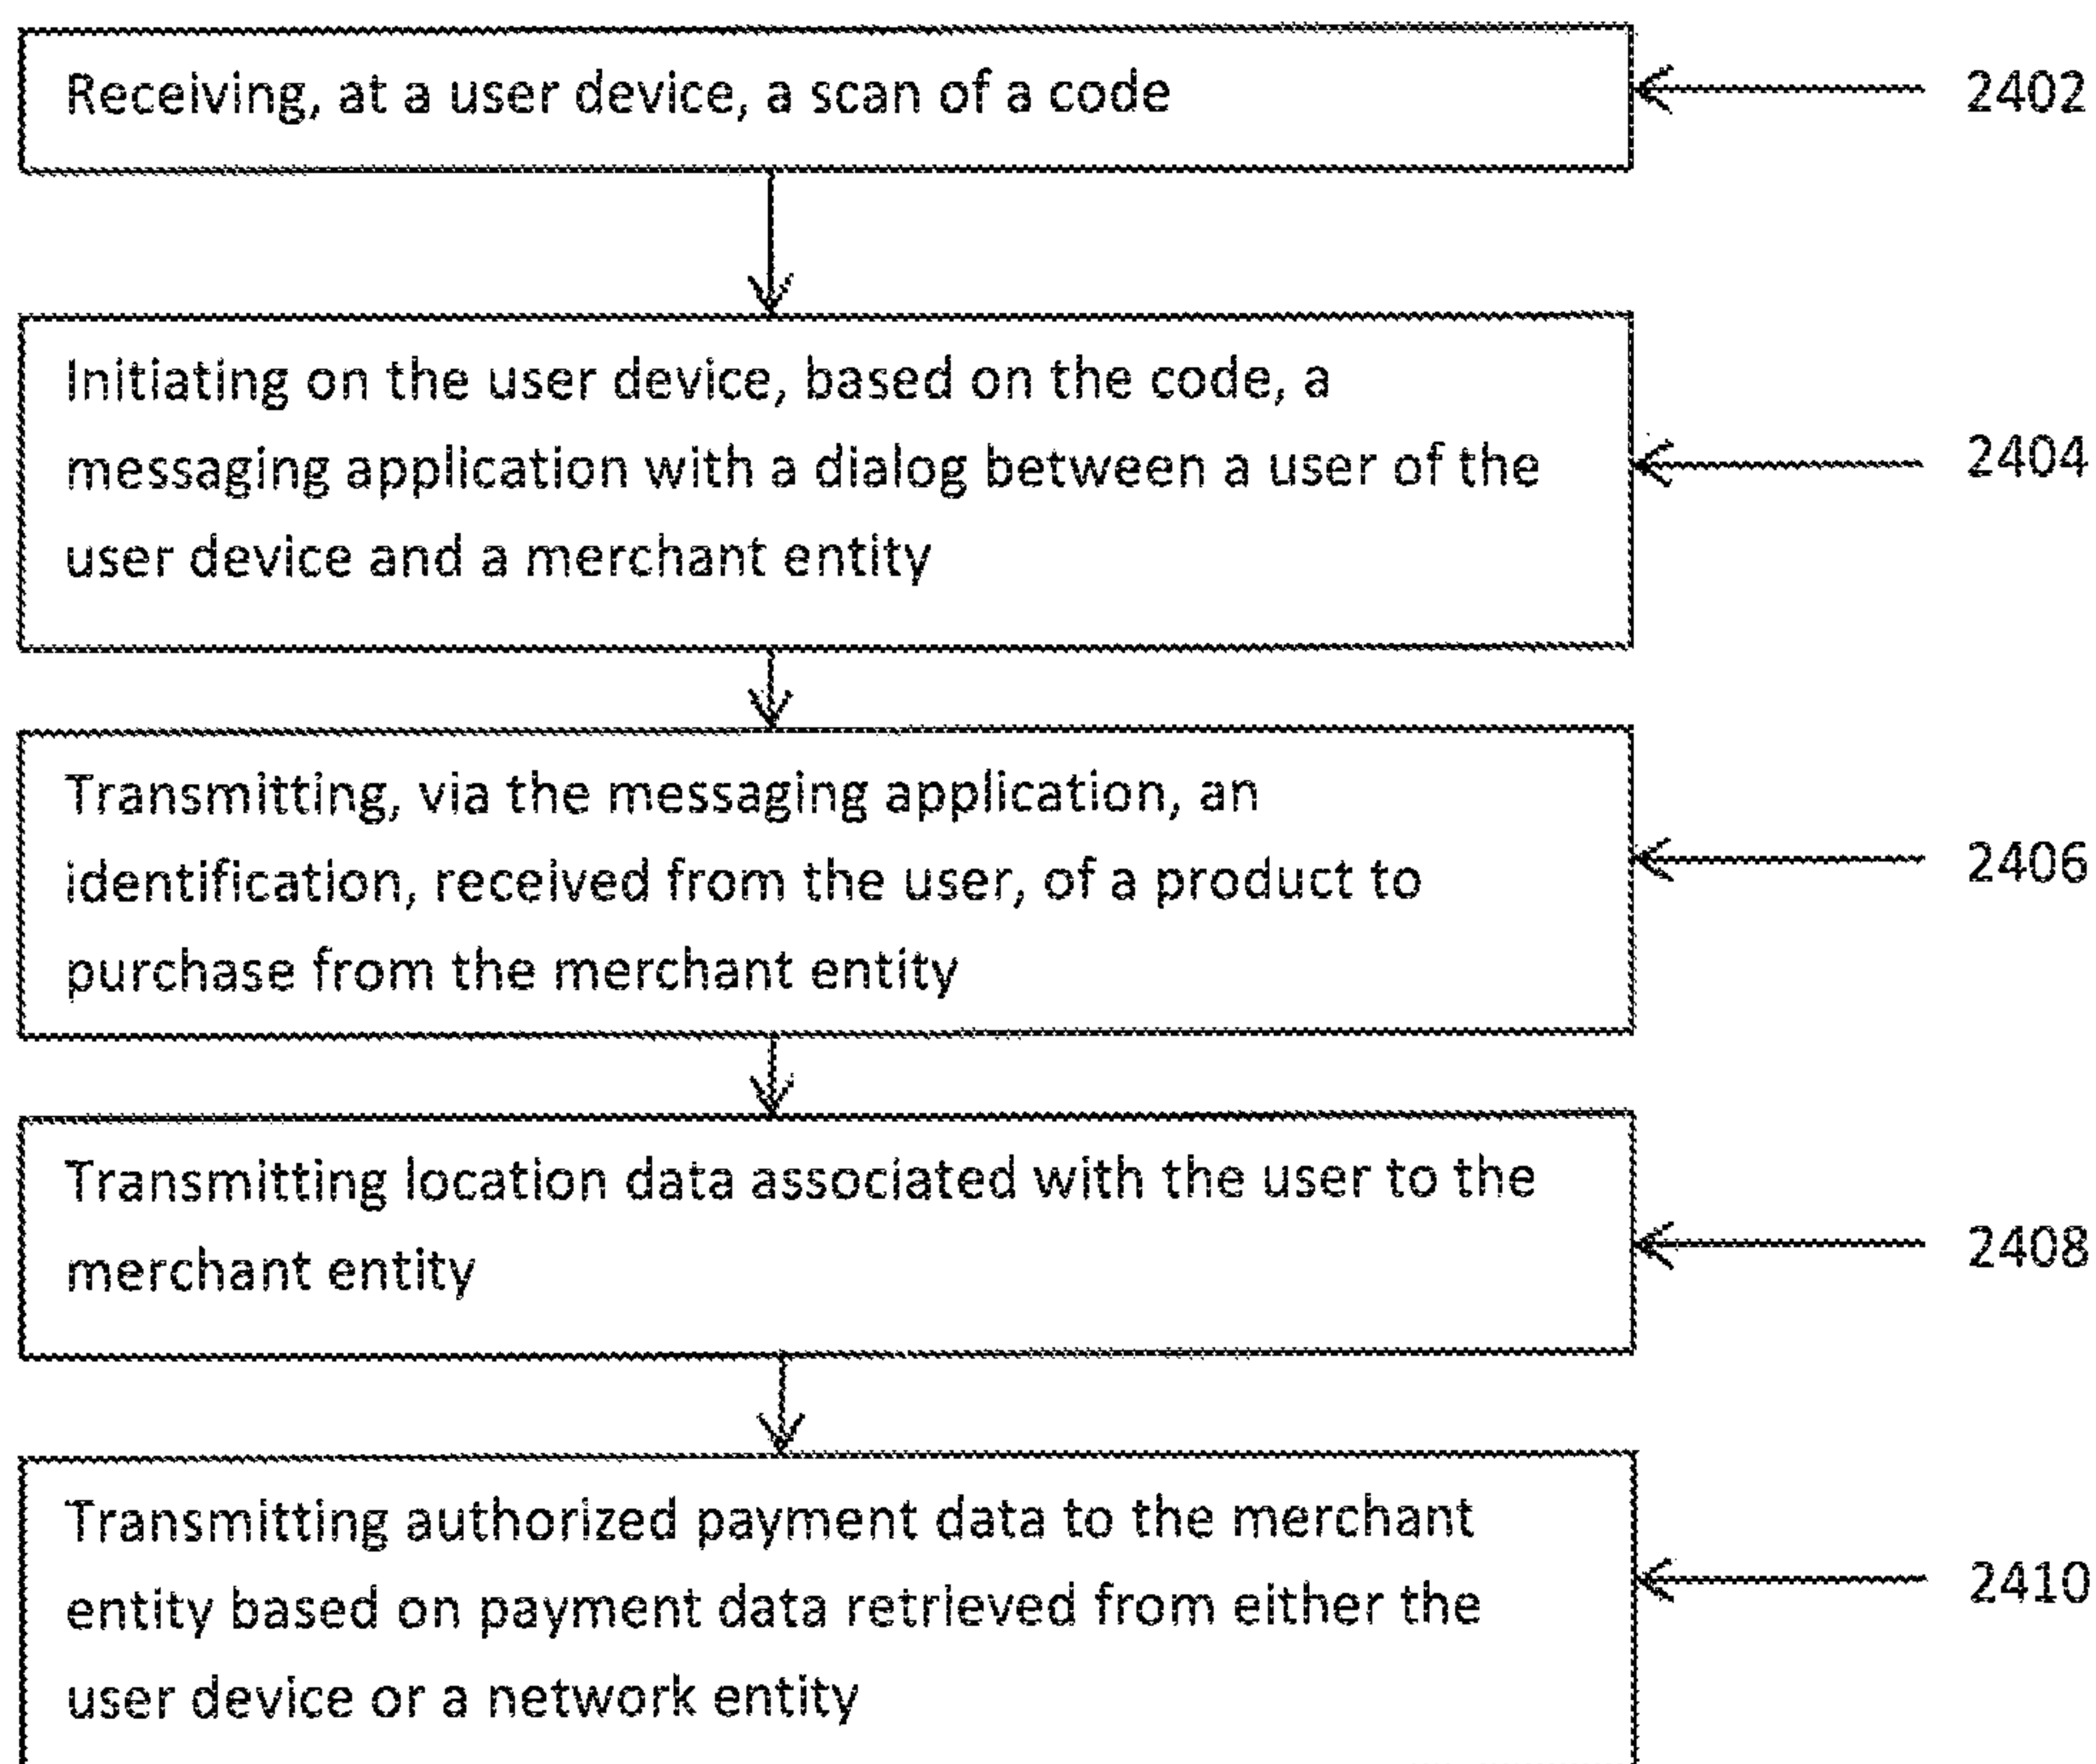 Receiving, at a user device, a scan of a code
2402
Initiating on the user device, based on the code, a
messaging application with a dialog between a user of the
user device and a merchant entity
2404
Transmitting, via the messaging application, an
identification, received from the user, of a product to
purchase from the merchant entity
2406
Transmitting location data associated with the user to the
merchant entity
2408
Transmitting authorized payment data to the merchant
entity based on payment data retrieved from either the
user device or a network entity
2410